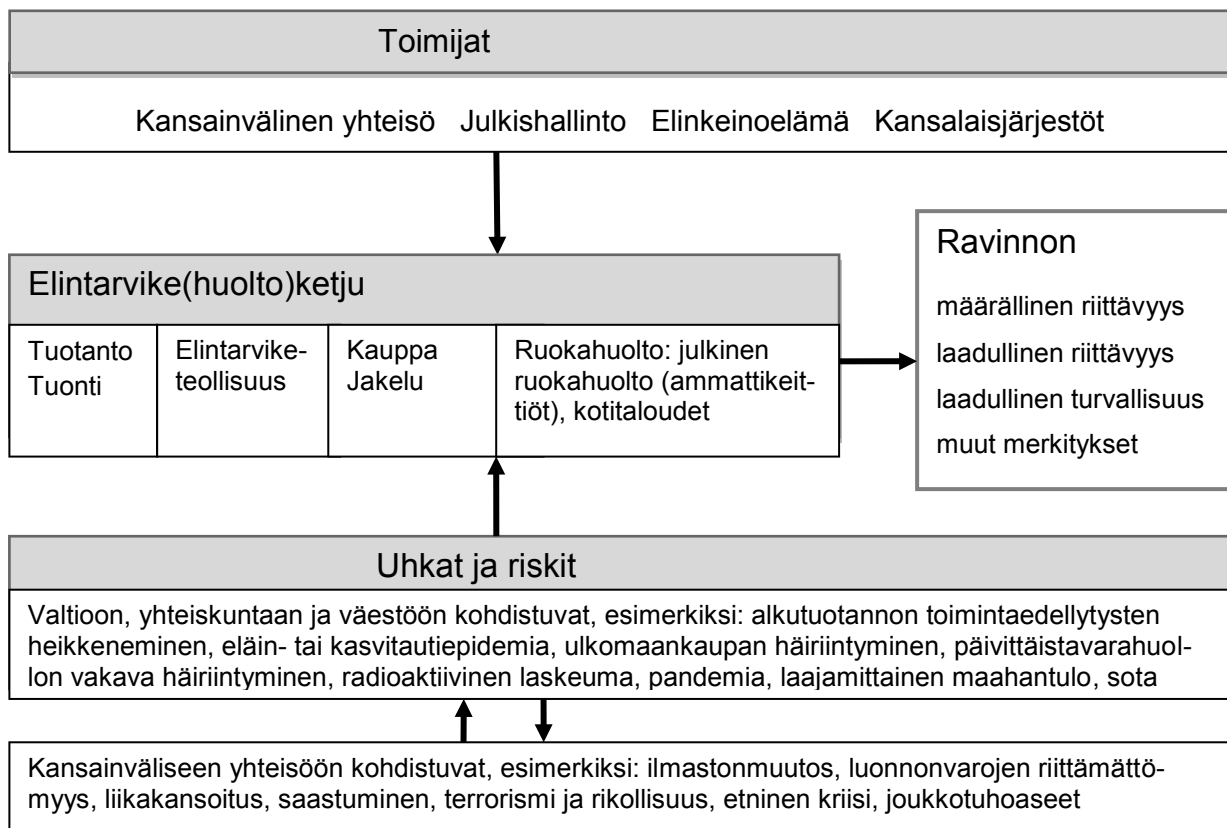 Toimijat
Kansainvälinen yhteisö Julkishallinto Elinkeinoelämä Kansalaisjärjestöt
Elintarvike(huolto)ketju
Tuotanto
Tuonti
Elintarvike-
teollisuus
Kauppa
Jakelu
Ruokahuolto: julkinen
ruokahuolto (ammattikeit-
tiöt), kotitaloudet
Ravinnon
määrällinen riittävyys
laadullinen riittävyys
laadullinen turvallisuus
muut merkitykset
Uhkat ja riskit
Valtioon, yhteiskuntaan ja väestöön kohdistuvat, esimerkiksi: alkutuotannon toimintaedellytysten
heikkeneminen, eläin- tai kasvitautiepidemia, ulkomaankaupan häiriintyminen, päivittäistavarahuol-
lon vakava häiriintyminen, radioaktiivinen laskeuma, pandemia, laajamittainen maahantulo, sota
Kansainväliseen yhteisöön kohdistuvat, esimerkiksi: ilmastonmuutos, luonnonvarojen riittämättö-
myys, liikakansoitus, saastuminen, terrorismi ja rikollisuus, etninen kriisi, joukkotuhoaseet